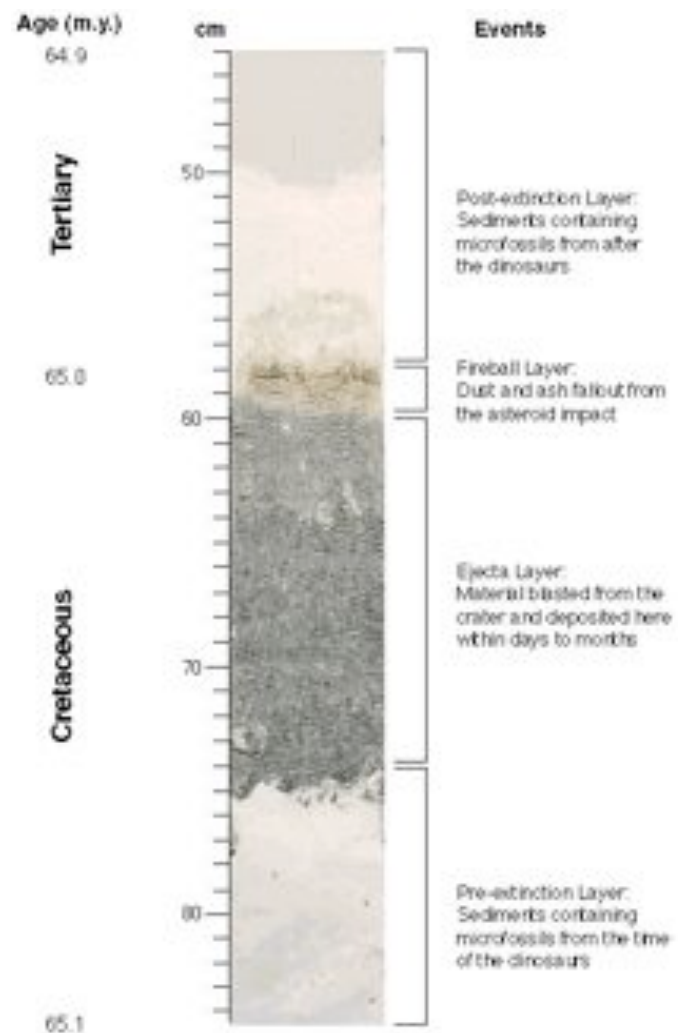 Age (m.y.)
cm
Events
64.9
Tertiary
50
Post-extinction Layer:
Sediments containing
microfossils from after
the dinosaurs
65.0
Fireball Layer:
Dust and ash fallout from
the asteroid impact
60
Ejecta Layer:
Material blasted from the
crater and deposited here
within days to months
Cretaceous
70
80
Pre-extinction Layer:
Sediments containing
microfossils from the time
of the dinosaurs
65.1